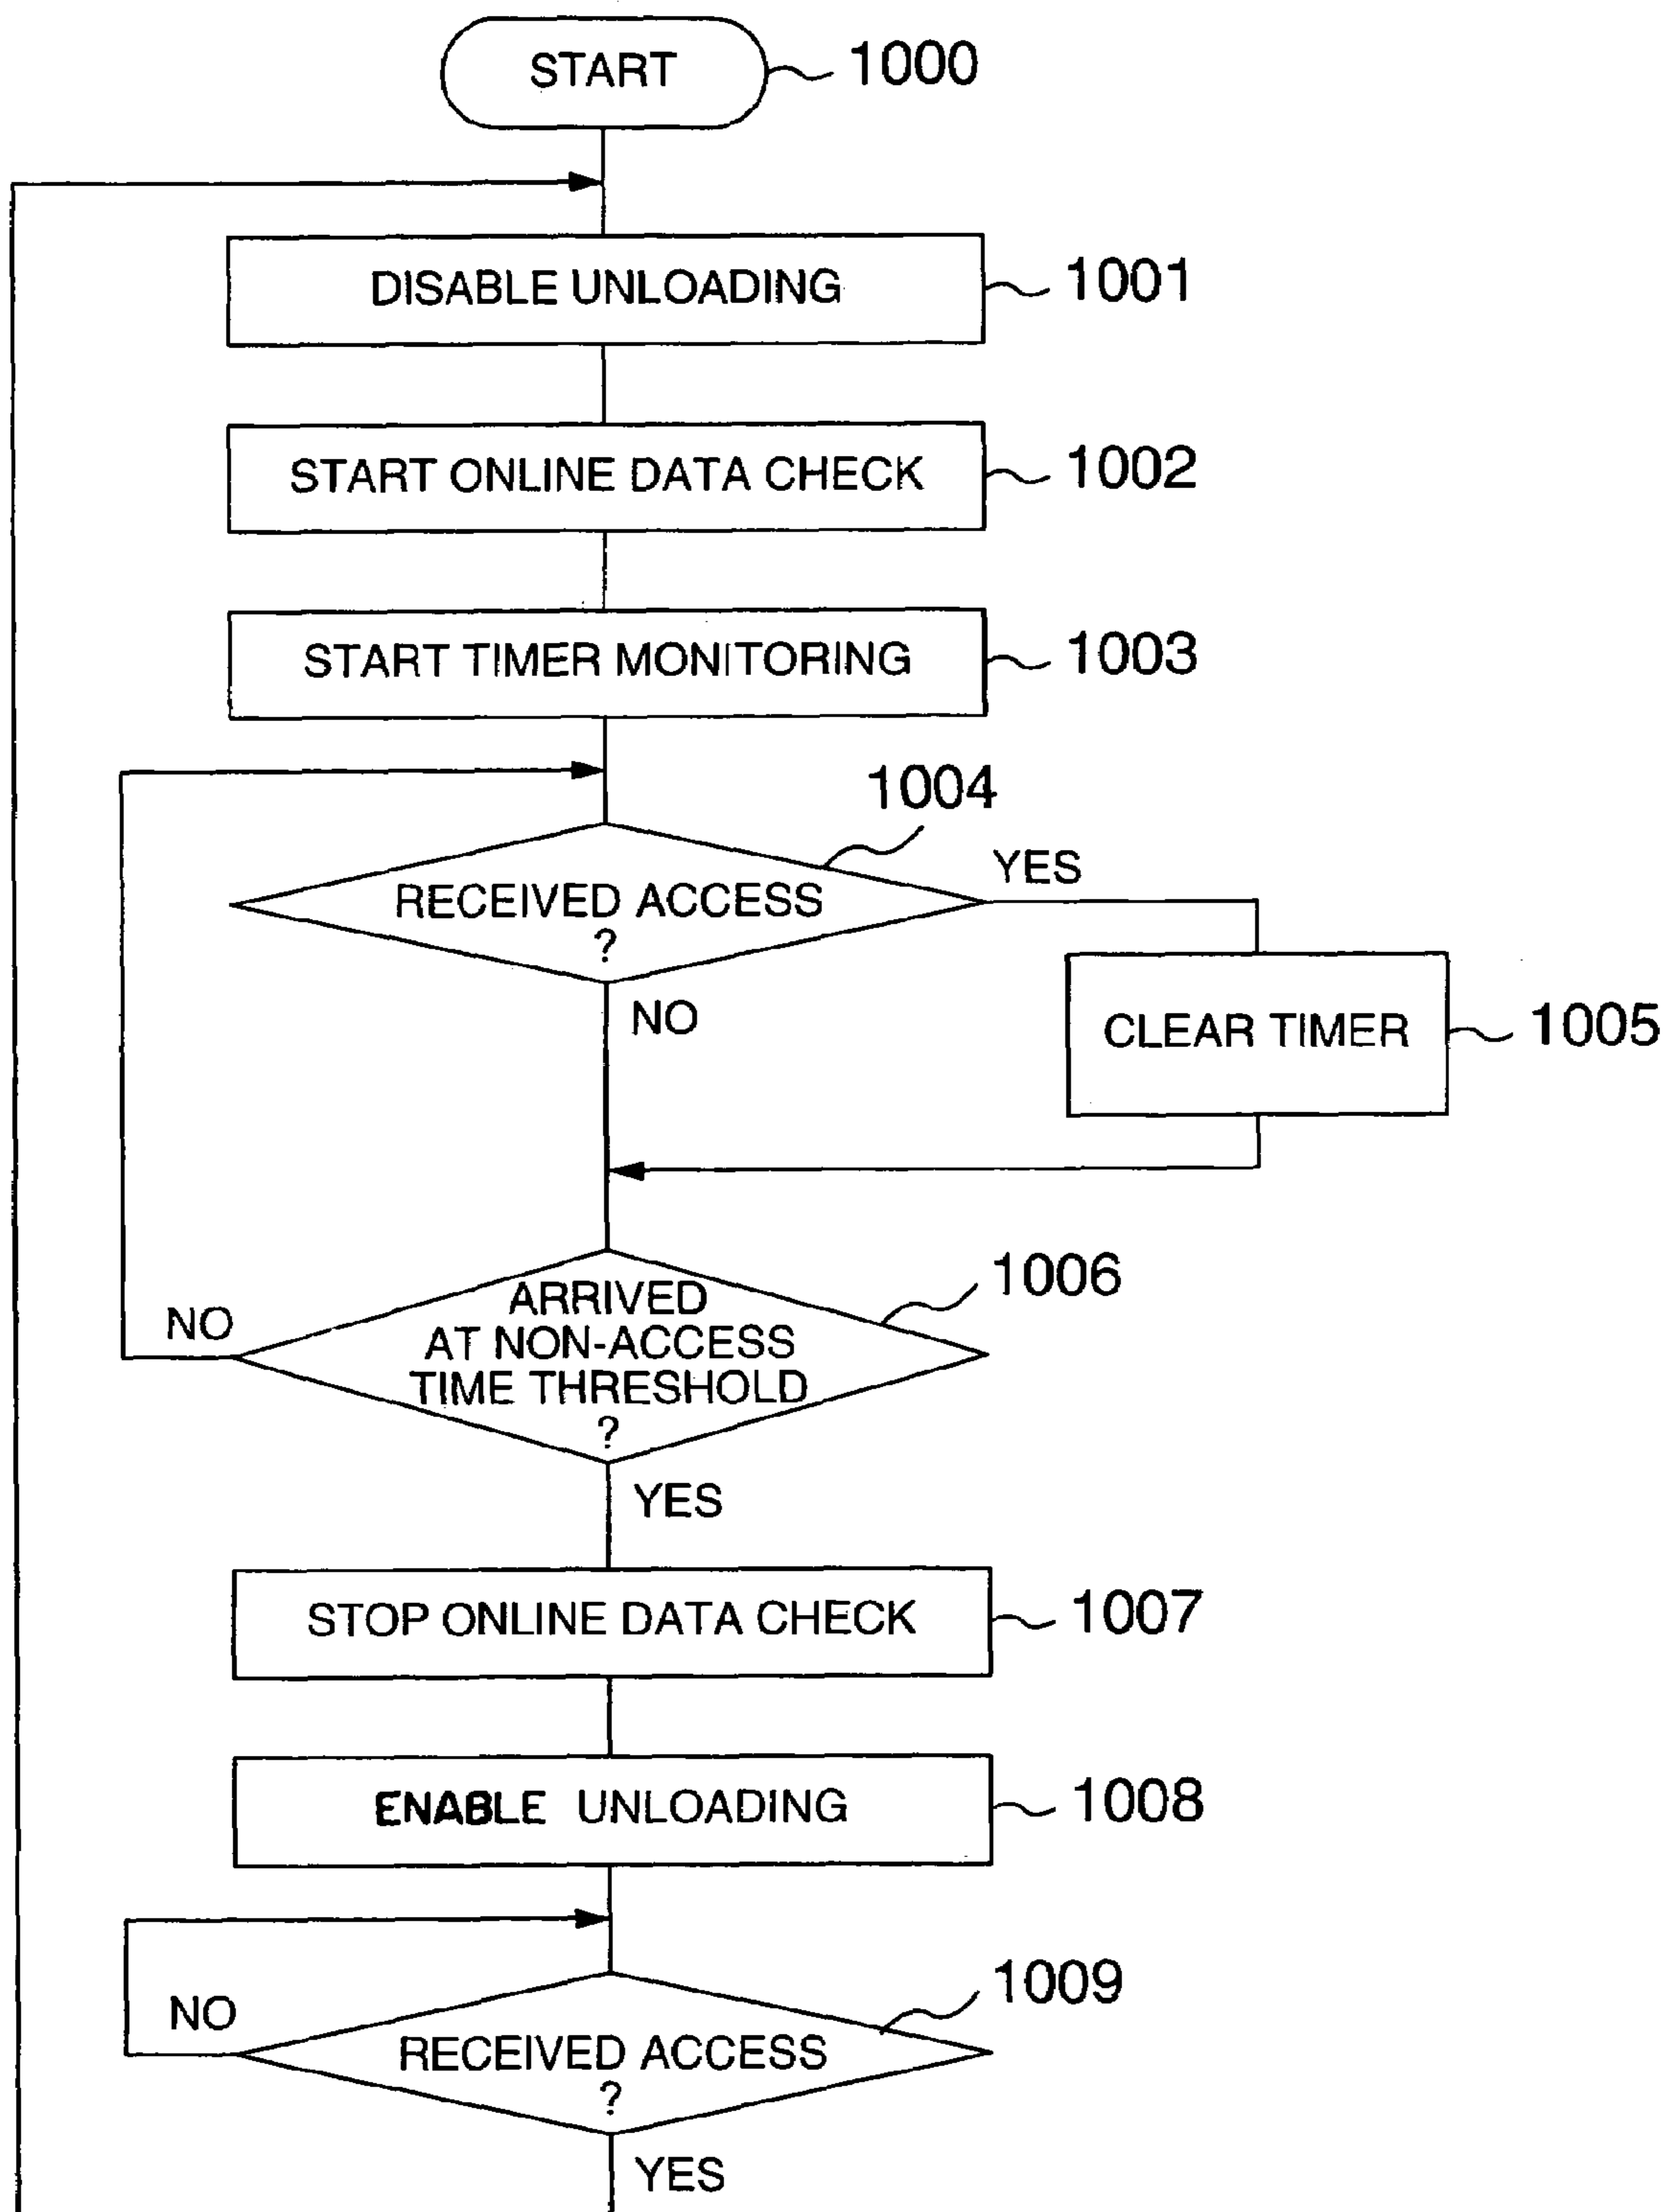 START
1000
DISABLE UNLOADING
1001
START ONLINE DATA CHECK
1002
START TIMER MONITORING
1003
1004
RECEIVED ACCESS
?
YES
NO
CLEAR TIMER
1005
1006
ARRIVED
AT NON-ACCESS
TIME THRESHOLD
?
NO
YES
STOP ONLINE DATA CHECK
1007
ENABLE UNLOADING
1008
1009
NO
RECEIVED ACCESS
?
YES